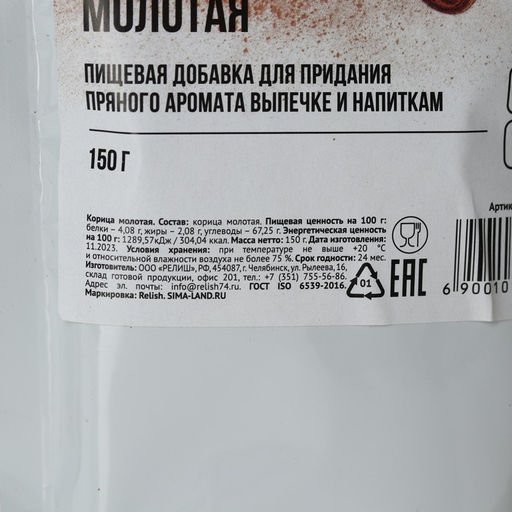 МОЛОТАЯ
ПИЩЕВАЯ ДОБАВКА ДЛЯ ПРИДАНИЯ
ПРЯНОГО АРОМАТА ВЫПЕЧКЕ И НАПИТКАМ
150 Г
Корица молотая. Состав: корица молотая. Пищевая ценность на 100 г:
белки – 4,08 г, жиры – 2,08 г, углеводы – 67,25 г. Энергетическая ценность
на 100 г: 1289,57кДж / 304,04 ккал. Масса нетто: 150 г. Дата изготовления:
11.2023. Условия хранения: при температуре не выше +20 °С
и относительной влажности воздуха не более 75 %. Срок годности: 24 мес.
Изготовитель: ООО «РЕЛИШ», РФ, 454087, г. Челябинск, ул. Рылеева, 16,
склад готовой продукции, офис 201, тел.: +7 (351) 755-56-86.
Адрес эл. почты: info@relish74.ru. ГОСТ ISO 6539-2016.
Маркировка: Relish. SIMA-LAND.RU
01
EAC
Артик
6 90010